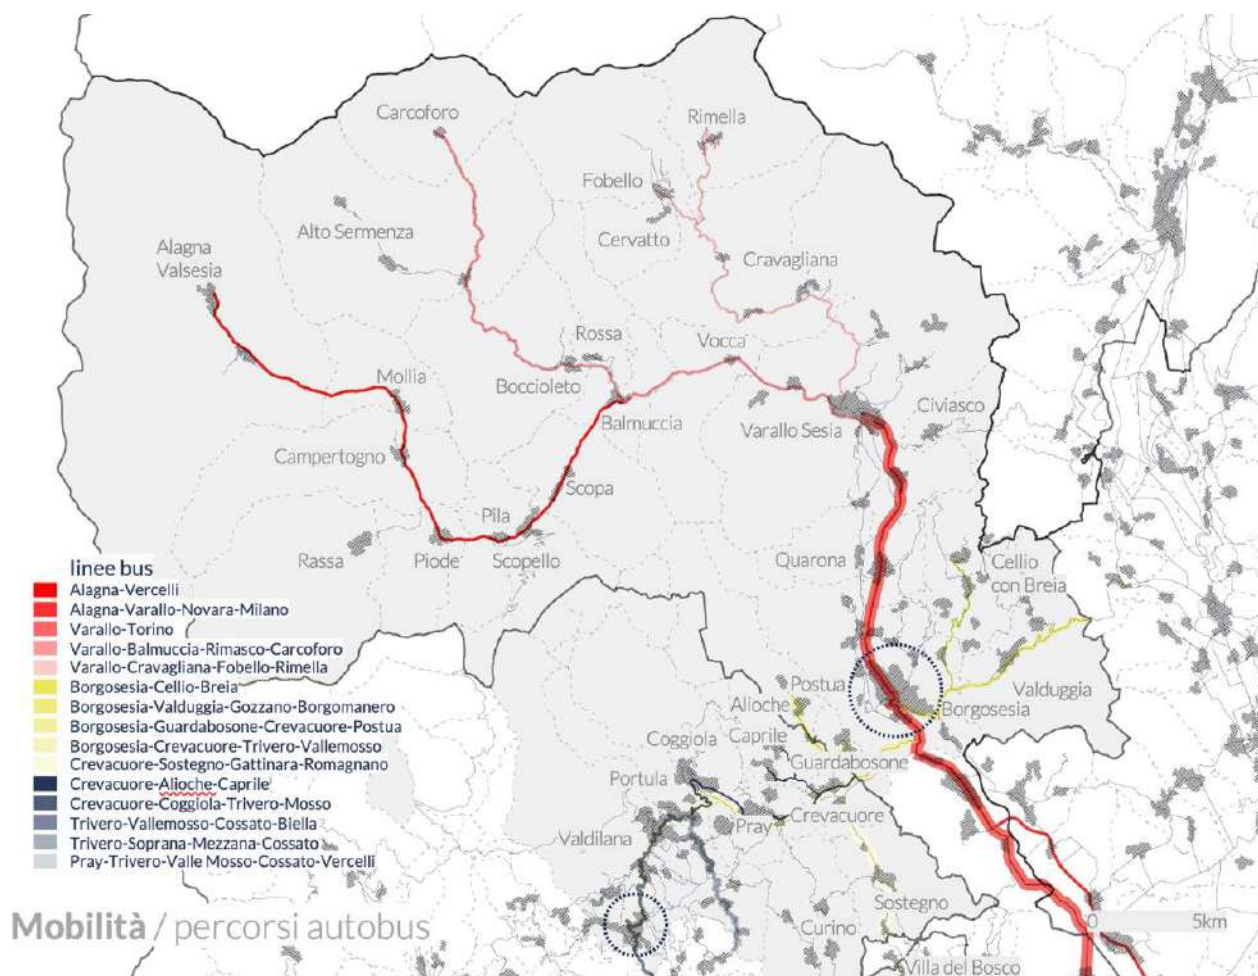 Carcoforo
Rimella
Fobello
Alto Sermenza
Cervatto
Alagna
Valsesia
Cravagliana
Rossa
Vocca
Mollia
Boccioleto
Balmuccia
Varallo Sesia
Civiasco
Campertogno
Scopa
Pila
Rassa
Piode
Scopello
Quarona
Cellio
con Breia
linee bus
Alagna-Vercelli
Alagna-Varallo-Novara-Milano
Varallo-Torino
Varallo-Balmuccia-Rimasco-Carcoforo
Varallo-Cravagliana-Fobello-Rimella
Borgosesia-Cellio-Breia
Borgosesia-Valduggia-Gozzano-Borgomanero
Borgosesia-Guardabosone-Crevacuore-Postua
Borgosesia-Crevacuore-Trivero-Vallemosso
Crevacuore-Sostegno-Gattinara-Romagnano
Crevacuore-Alioche-Caprile
Crevacuore-Coggiola-Trivero-Mosso
Trivero-Vallemosso-Cossato-Biella
Trivero-Soprana-Mezzana-Cossato
Pray-Trivero-Valle Mosso-Cossato-Vercelli
Postua
Valduggia
Alioche
Borgosesia
Caprile
Coggiola
Guardabosone
Portula
Crevacuore
Pray
Valdilana
Sostegno
Curino
Villa del Bosco
0 5km
Mobilità / percorsi autobus